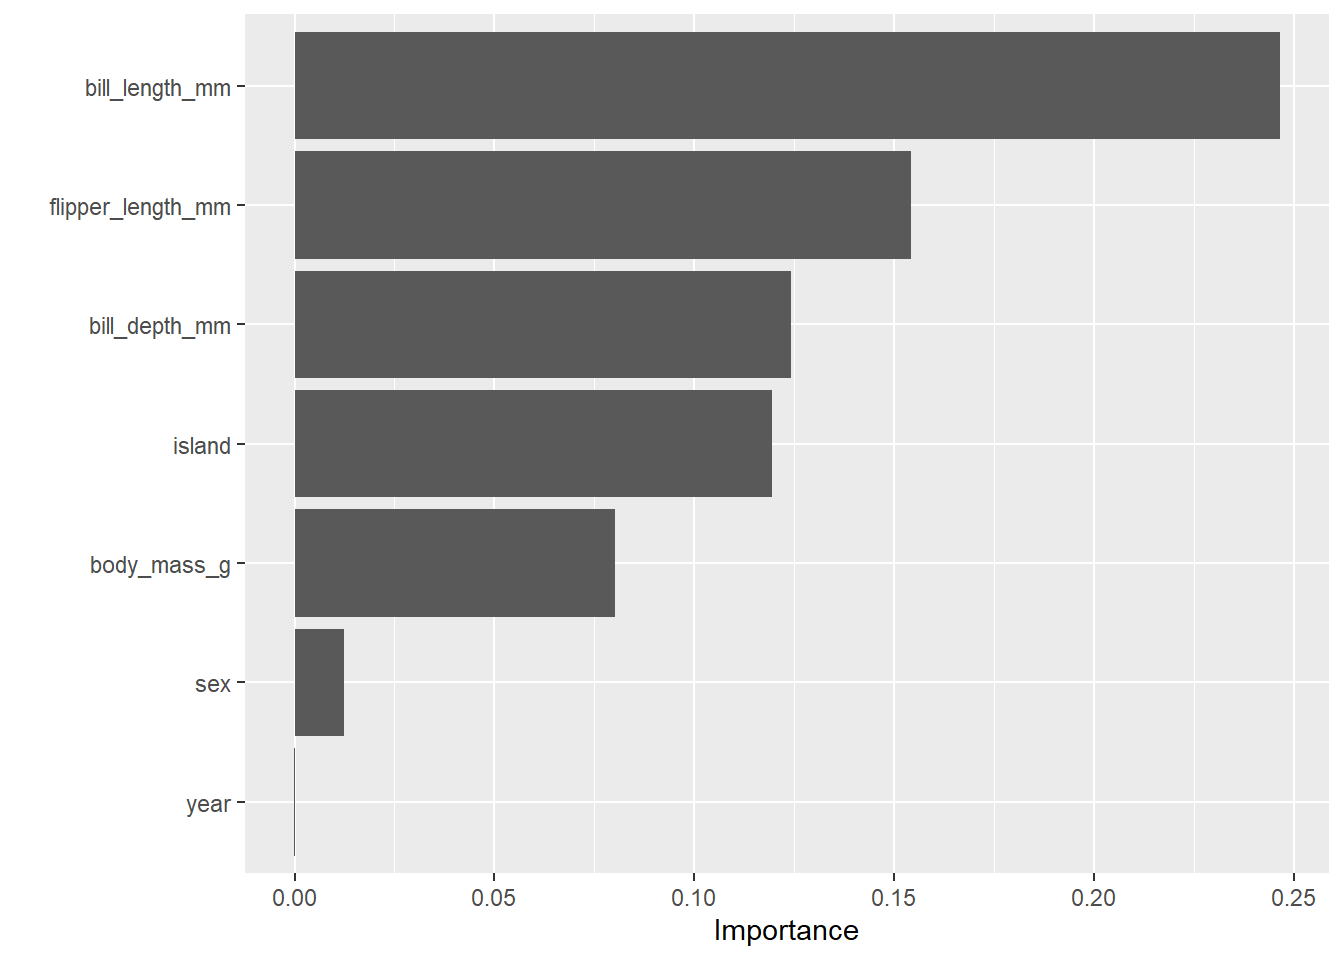 bill_length_mm
flipper_length_mm
bill_depth_mm
island
body_mass_g
sex
year
0.00 0.05 0.10 0.15 0.20 0.25
Importance